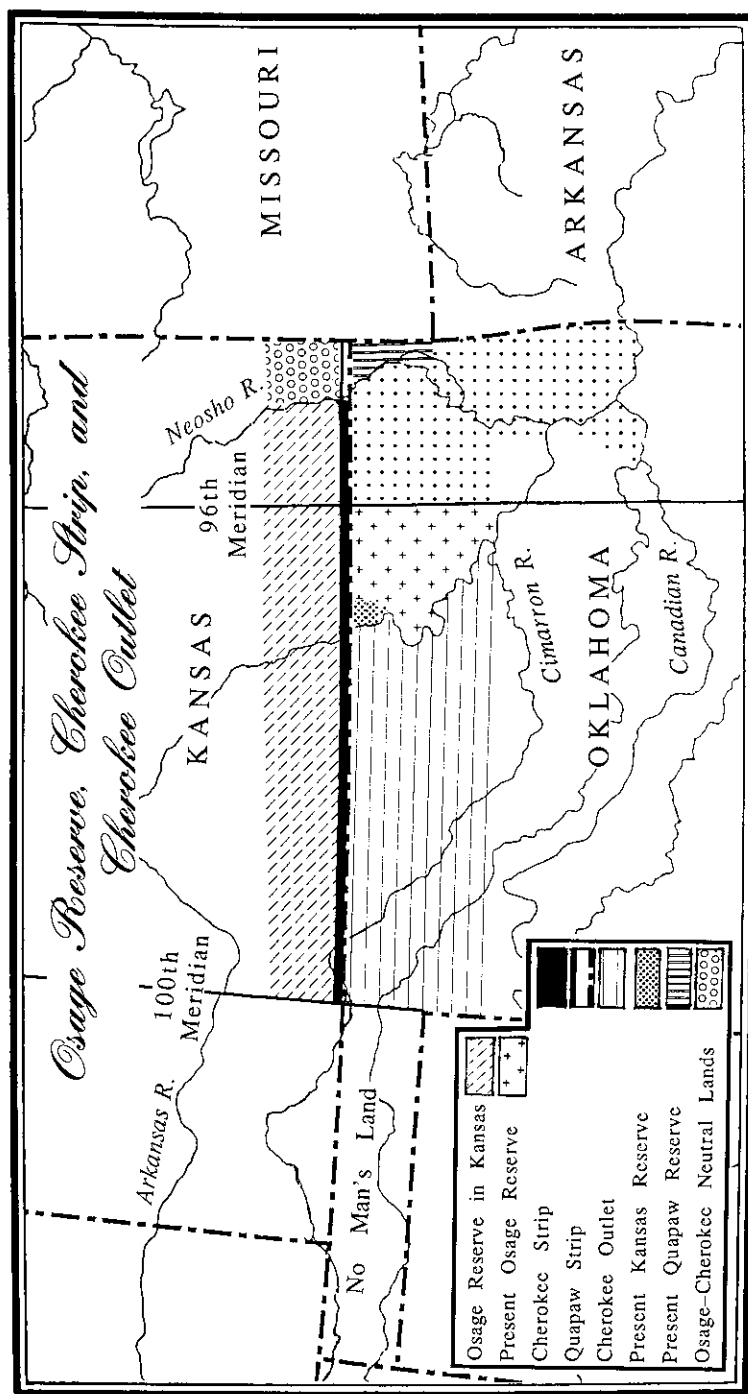 Osage Reserve, Cherokee Strip, and
Cherokee Outlet
MISSOURI
ARKANSAS
KANSAS
OKLAHOMA
Neosho R.
96th
Meridian
100th
Meridian
Arkansas R.
Cimarron R.
Canadian R.
No Man's Land
Osage Reserve in Kansas
Present Osage Reserve
Cherokee Strip
Quapaw Strip
Cherokee Outlet
Present Kansas Reserve
Present Quapaw Reserve
Osage–Cherokee Neutral Lands